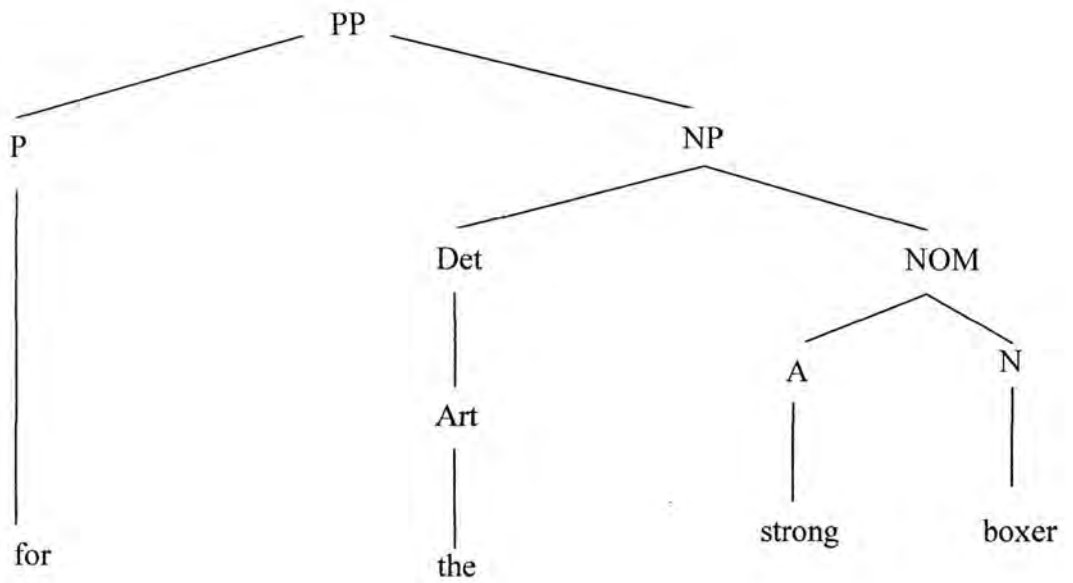 PP
P NP
Det NOM
A N
Art
strong boxer
for the